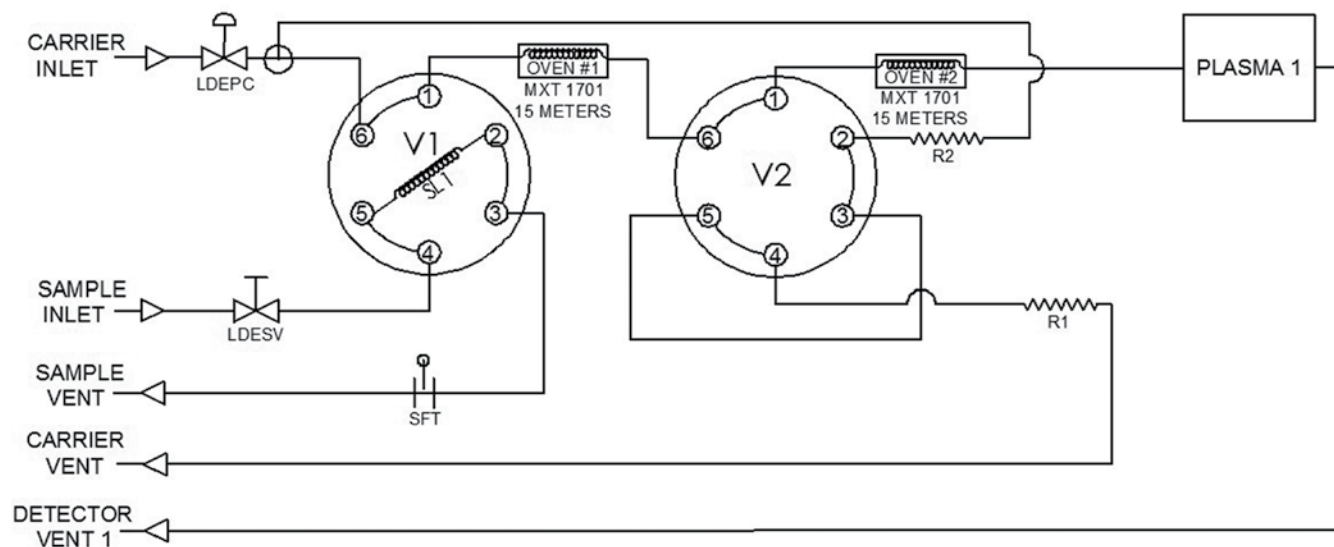 CARRIER
INLET
LDEPC
OVEN #1
MXT 1701
15 METERS
OVEN #2
MXT 1701
15 METERS
PLASMA 1
1
2
3
4
5
6
V1
SL1
1
2
3
4
5
6
V2
R2
SAMPLE
INLET
LDESV
R1
SAMPLE
VENT
SFT
CARRIER
VENT
DETECTOR
VENT 1